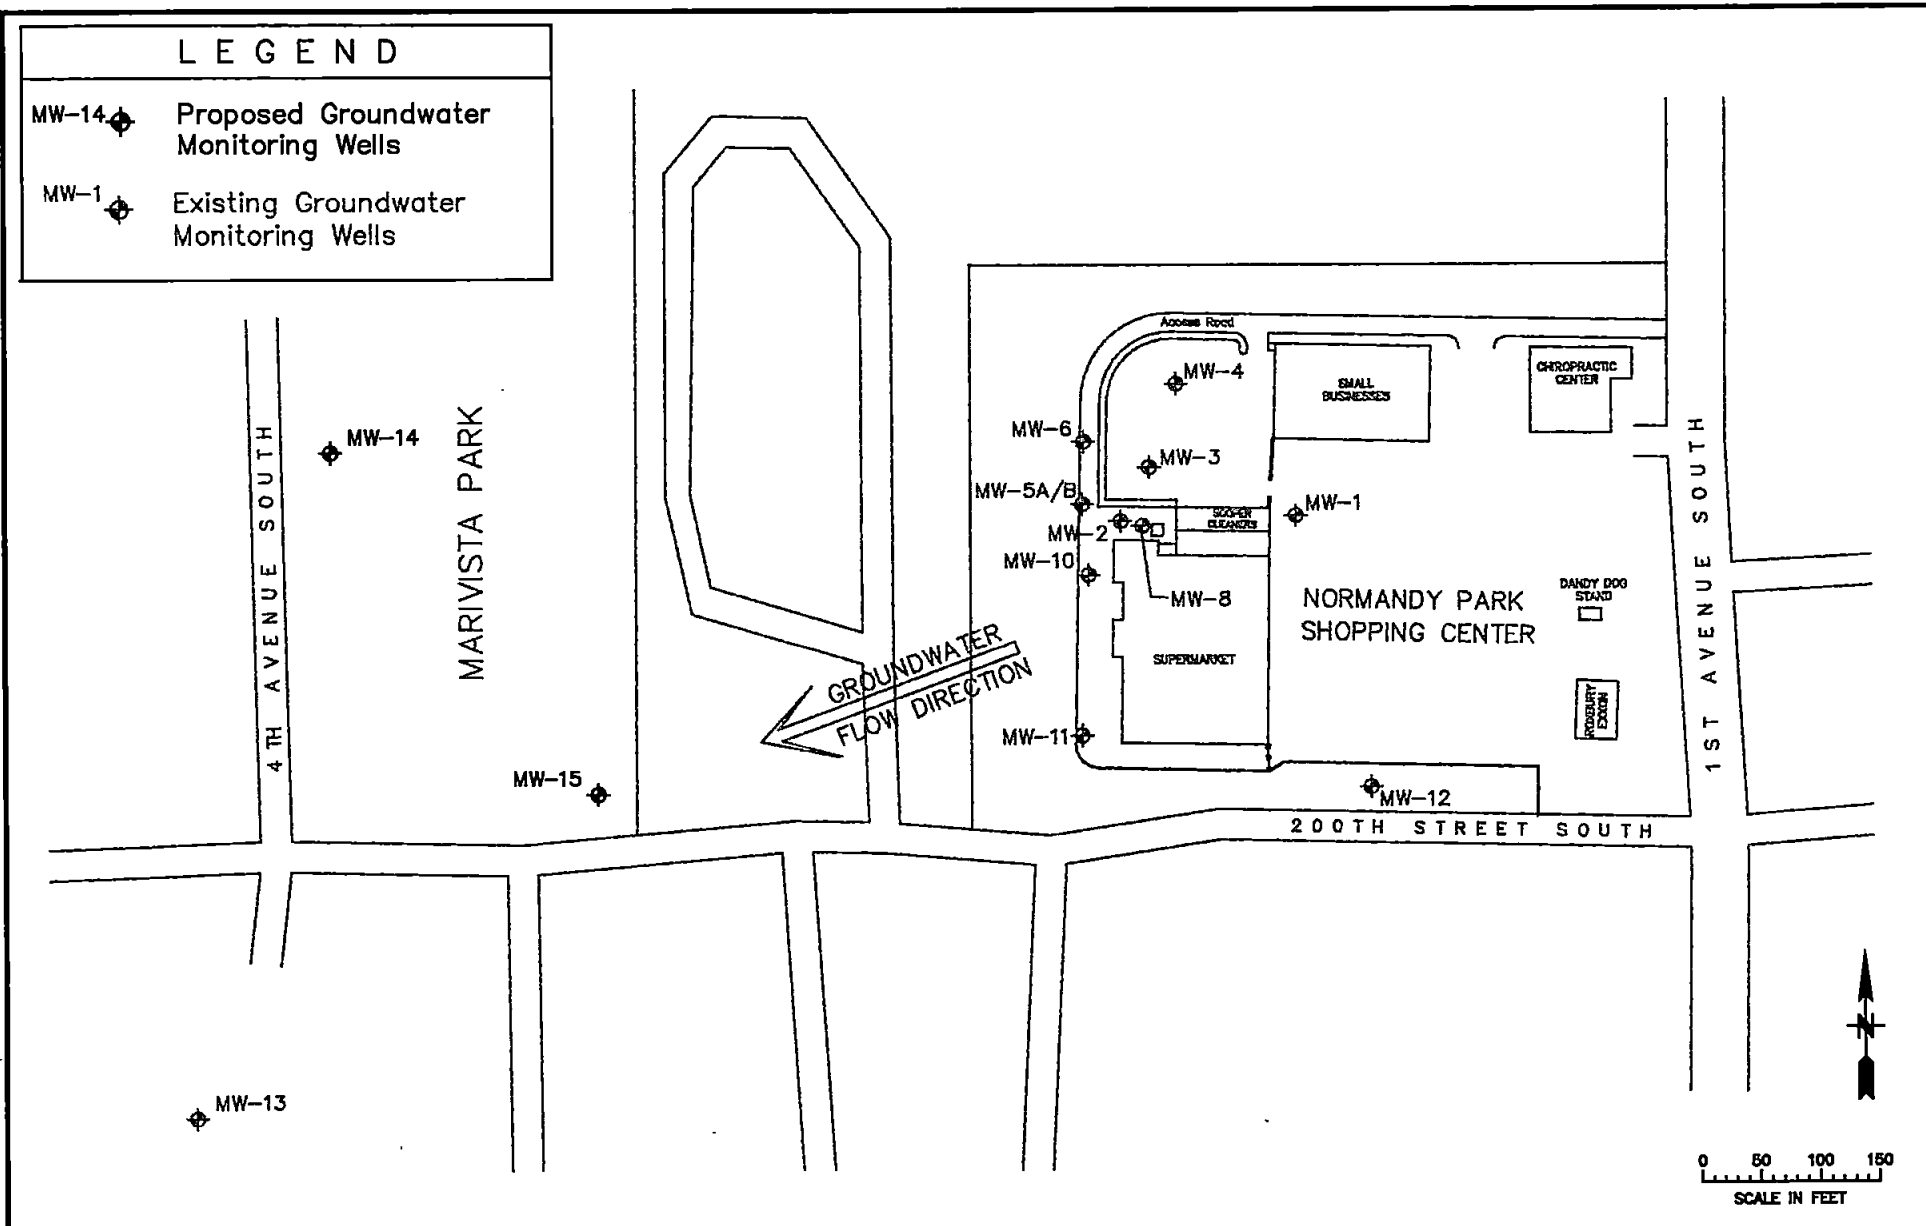 LEGEND
MW-14
Proposed Groundwater
Monitoring Wells
MW-1
Existing Groundwater
Monitoring Wells
Access Road
MW-4
SMALL
BUSINESSES
CHIROPRACTIC
CENTER
MW-14
MW-6
MW-3
MW-5A/B
MW-1
CLEANERS
MW-2
MW-10
MW-8
NORMANDY PARK
SHOPPING CENTER
DANDY DOG
STAND
SUPERMARKET
ROXBURY
EXXON
MARIVISTA PARK
4TH AVENUE SOUTH
1ST AVENUE SOUTH
GROUNDWATER
FLOW DIRECTION
MW-11
MW-15
MW-12
200TH STREET SOUTH
MW-13
N
0 50 100 150
SCALE IN FEET